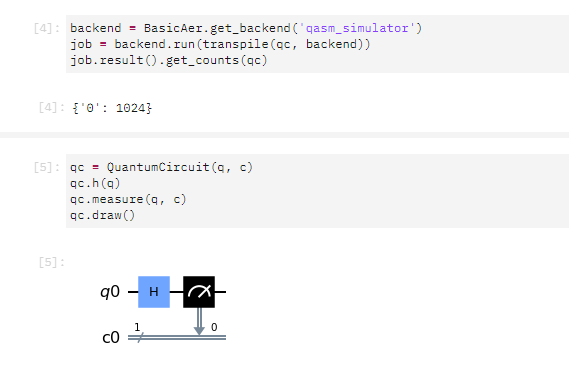 [4]: backend = BasicAer.get_backend('qasm_simulator')
job = backend.run(transpile(qc, backend))
job.result().get_counts(qc)
[4]: {'0': 1024}
[5]: qc = QuantumCircuit(q, c)
qc.h(q)
qc.measure(q, c)
qc.draw()
[5]:
q0 H
1 0
c0